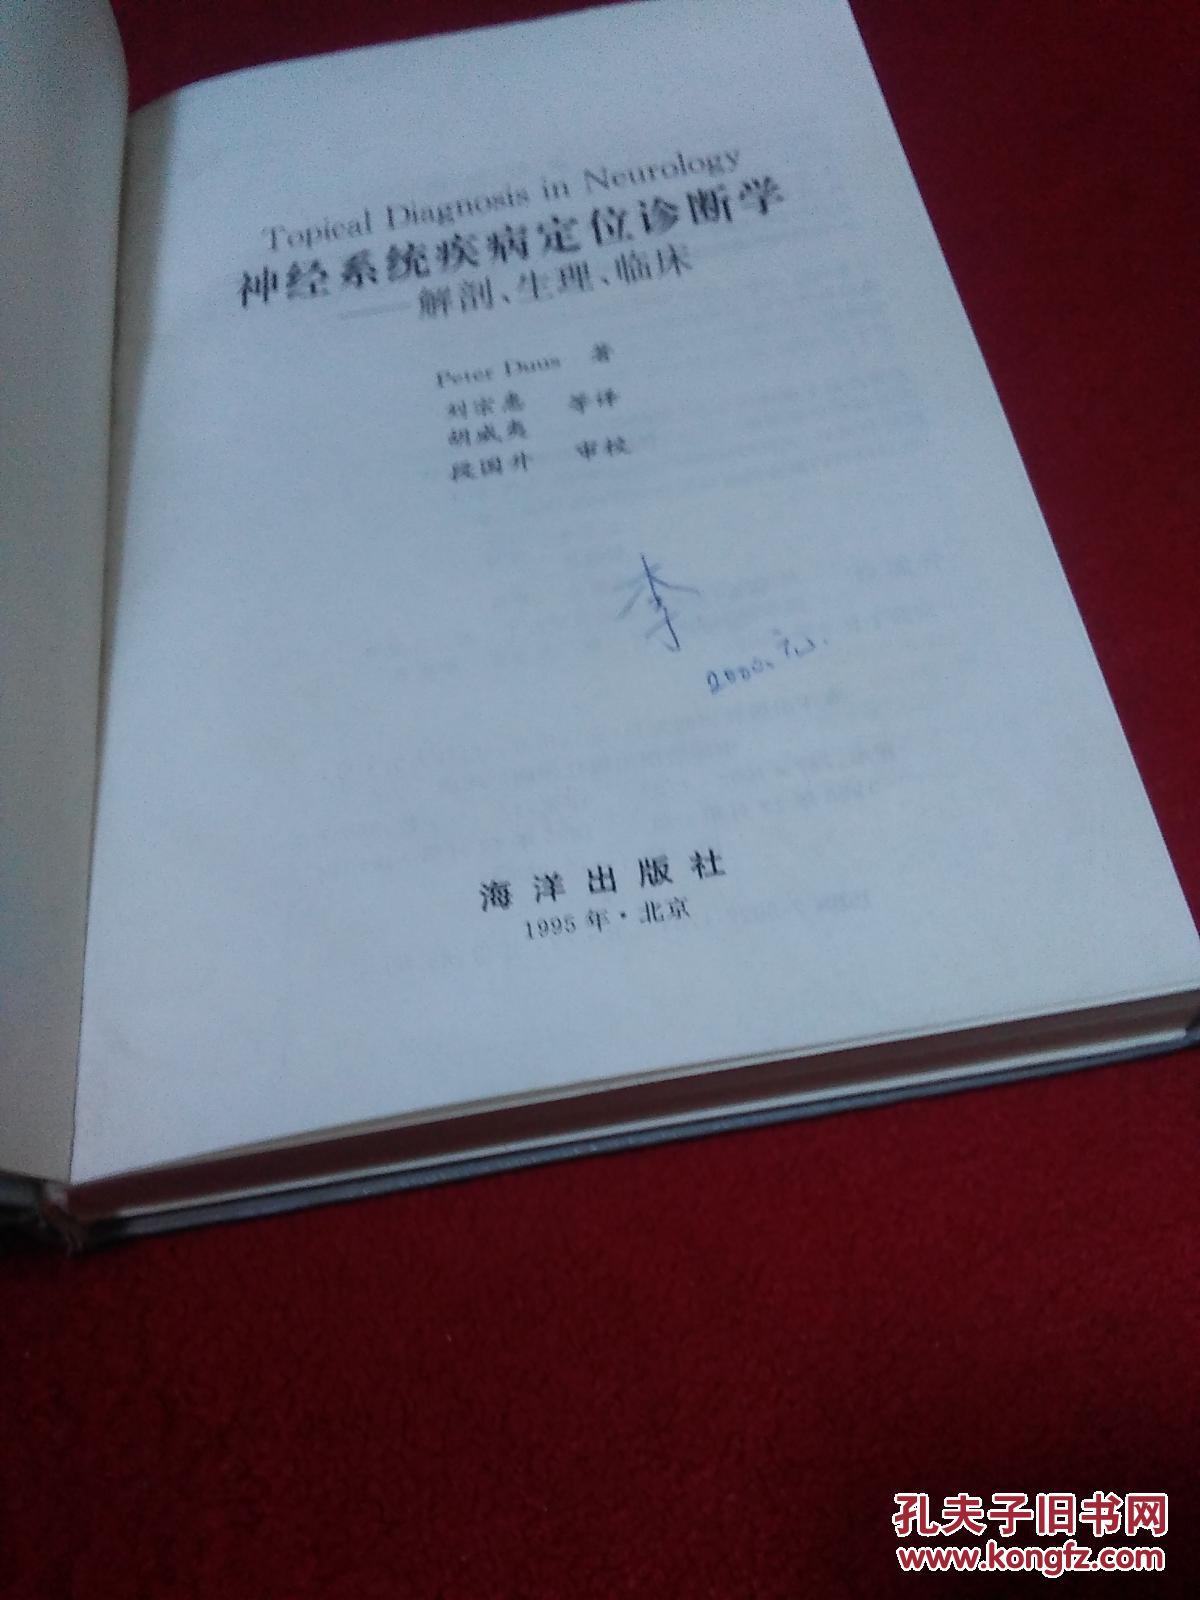 Topical Diagnosis in Neurology
神经系统疾病定位诊断学
——解剖、生理、临床
Peter Duus 著
刘宗惠 等译
胡威夷
段国升 审校
李
2000.元.
海洋出版社
1995年·北京
孔夫子旧书网
www.kongfz.com